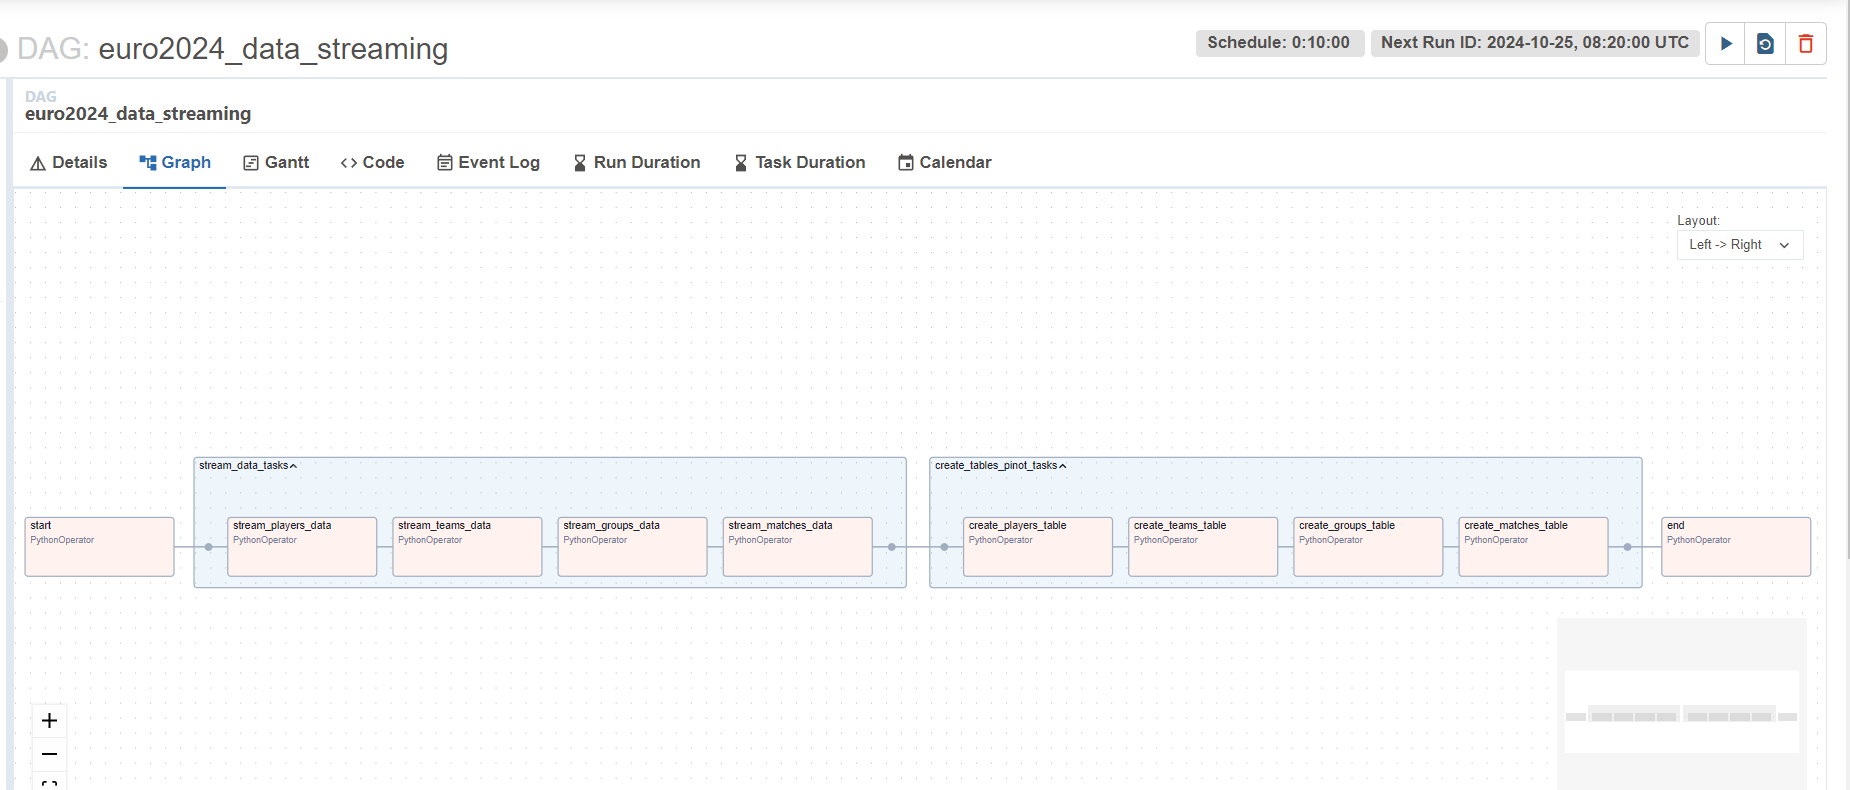 DAG: euro2024_data_streaming
Schedule: 0:10:00
Next Run ID: 2024-10-25, 08:20:00 UTC
DAG
euro2024_data_streaming
Details
Graph
Gantt
Code
Event Log
Run Duration
Task Duration
Calendar
Layout:
Left -> Right
stream_data_tasks
create_tables_pinot_tasks
start
PythonOperator
stream_players_data
PythonOperator
stream_teams_data
PythonOperator
stream_groups_data
PythonOperator
stream_matches_data
PythonOperator
create_players_table
PythonOperator
create_teams_table
PythonOperator
create_groups_table
PythonOperator
create_matches_table
PythonOperator
end
PythonOperator